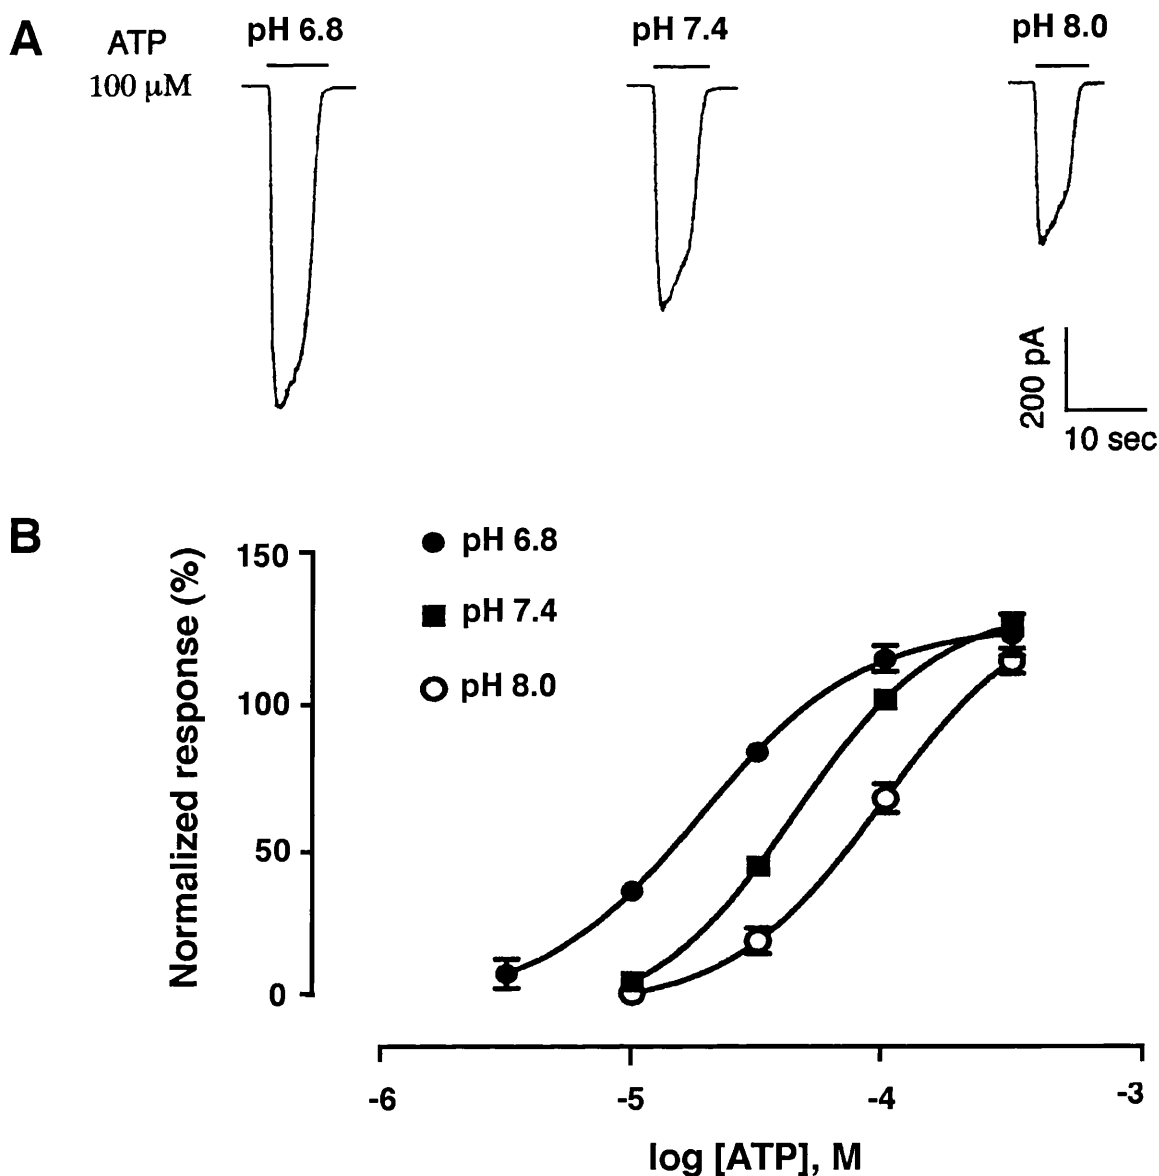 A
ATP
100 µM
pH 6.8
pH 7.4
pH 8.0
200 pA
10 sec
B
pH 6.8
pH 7.4
pH 8.0
Normalized response (%)
150
100
50
0
-6
-5
-4
-3
log [ATP], M